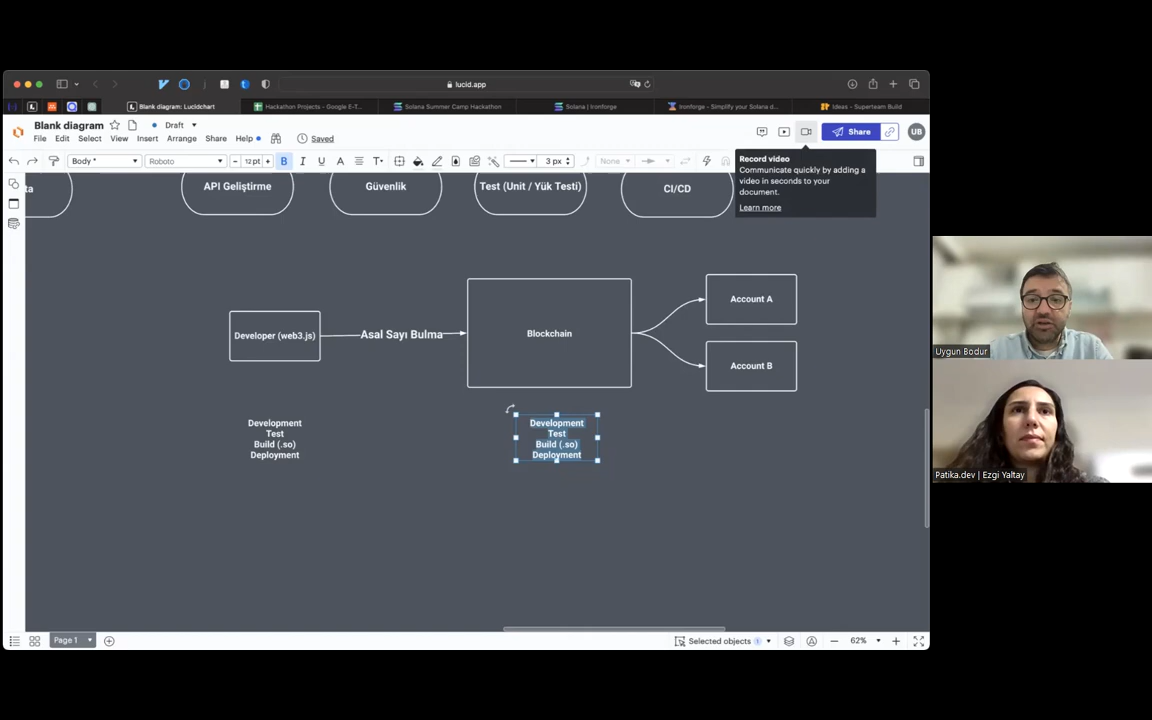 lucid.app
Blank diagram: Lucidchart
Hackathon Projects - Google E-T...
Solana Summer Camp Hackathon
Solana | Ironforge
Ironforge - Simplify your Solana d...
Ideas – Superteam Build
Blank diagram
Draft
File Edit Select View Insert Arrange Share Help
Saved
Share
UB
Body *
Roboto
12 pt
B I U A T
3 px
None
Record video
Communicate quickly by adding a
video in seconds to your
document.
Learn more
ta
API Geliştirme
Güvenlik
Test (Unit / Yük Testi)
CI/CD
Developer (web3.js)
Asal Sayı Bulma
Blockchain
Account A
Account B
Development
Test
Build (.so)
Deployment
Development
Test
Build (.so)
Deployment
Uygun Bodur
Patika.dev | Ezgi Yaltay
Page 1
Selected objects 1
62%